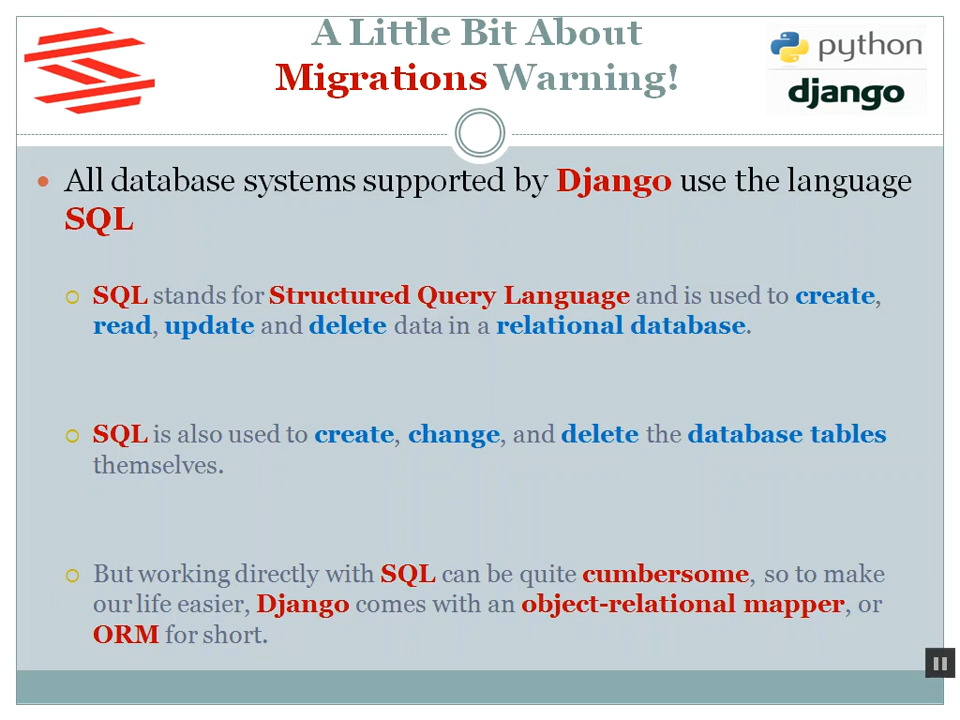 A Little Bit About
Migrations Warning!
python
django
All database systems supported by Django use the language
SQL
SQL stands for Structured Query Language and is used to create,
read, update and delete data in a relational database.
SQL is also used to create, change, and delete the database tables
themselves.
But working directly with SQL can be quite cumbersome, so to make
our life easier, Django comes with an object-relational mapper, or
ORM for short.